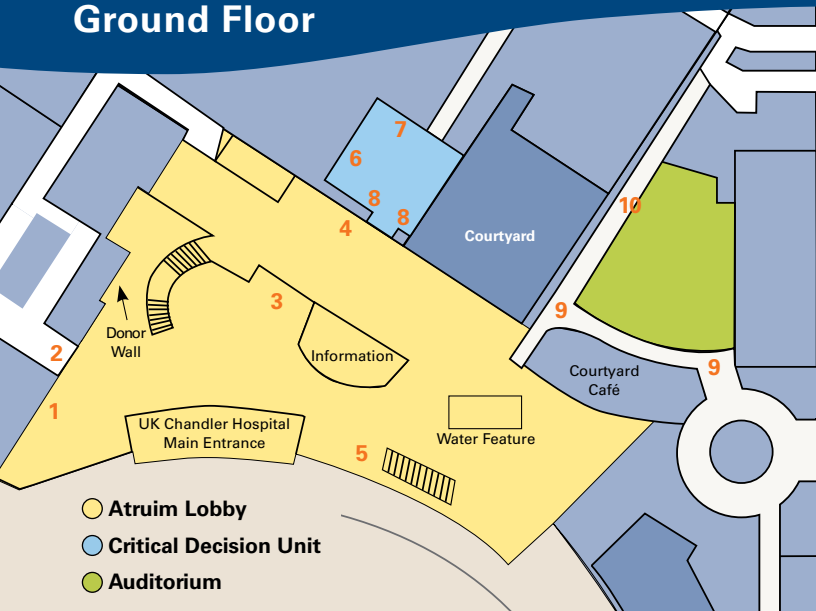 Ground Floor
7
6
8
8
4
10
Courtyard
3
9
Donor
Wall
2
Information
9
Courtyard
Café
1
UK Chandler Hospital
Main Entrance
5
Water Feature
Atruim Lobby
Critical Decision Unit
Auditorium